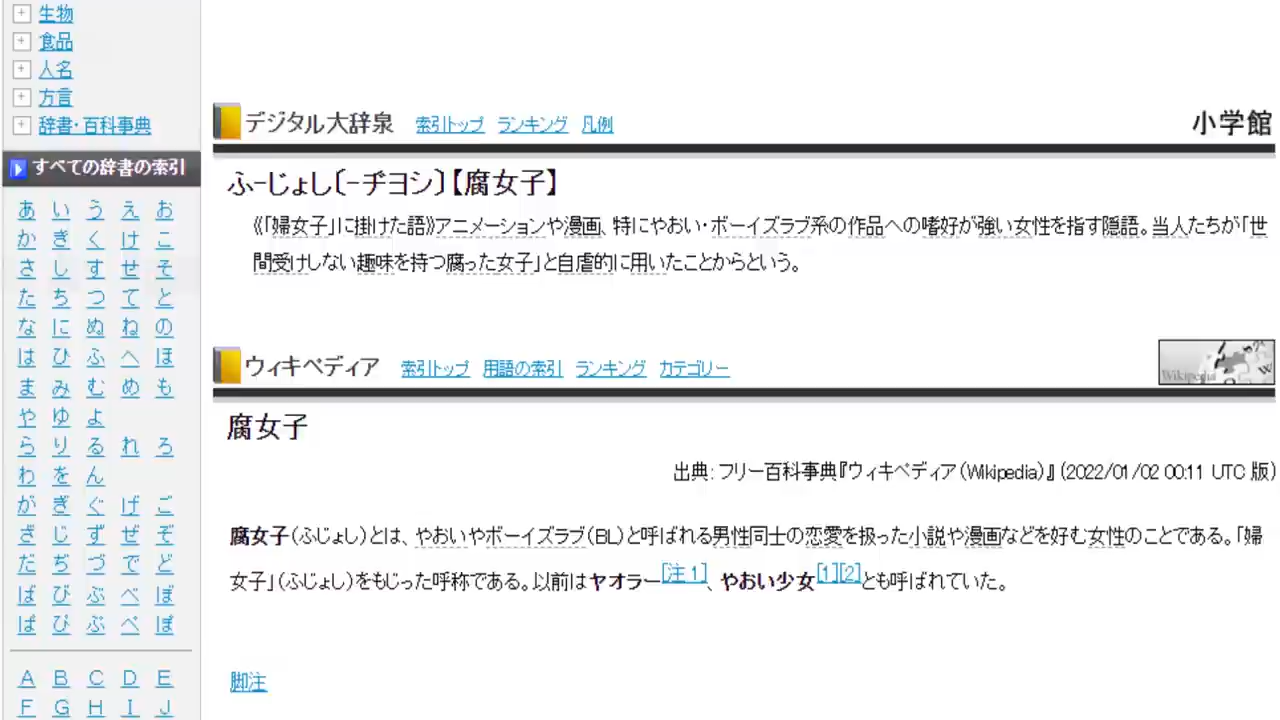 生物
食品
人名
方言
辞書・百科事典
すべての辞書の索引
あ い う え お
か き く け こ
さ し す せ そ
た ち つ て と
な に ぬ ね の
は ひ ふ へ ほ
ま み む め も
や ゆ よ
ら り る れ ろ
わ を ん
が ぎ ぐ げ ご
ざ じ ず ぜ ぞ
だ ぢ づ で ど
ば び ぶ べ ぼ
ぱ ぴ ぷ ぺ ぽ
A B C D E
F G H I J
デジタル大辞泉 索引トップ ランキング 凡例 小学館
ふ‐じょし〔‐ヂヨシ〕【腐女子】
《「婦女子」に掛けた語》アニメーションや漫画、特にやおい・ボーイズラブ系の作品への嗜好が強い女性を指す隠語。当人たちが「世
間受けしない趣味を持つ腐った女子」と自虐的に用いたことからという。
ウィキペディア 索引トップ 用語の索引 ランキング カテゴリー Wikipedia W
腐女子
出典: フリー百科事典『ウィキペディア(Wikipedia)』 (2022/01/02 00:11 UTC 版)
腐女子(ふじょし)とは、やおいやボーイズラブ(BL)と呼ばれる男性同士の恋愛を扱った小説や漫画などを好む女性のことである。「婦
女子」(ふじょし)をもじった呼称である。以前はヤオラー[注 1]、やおい少女[1][2]とも呼ばれていた。
脚注